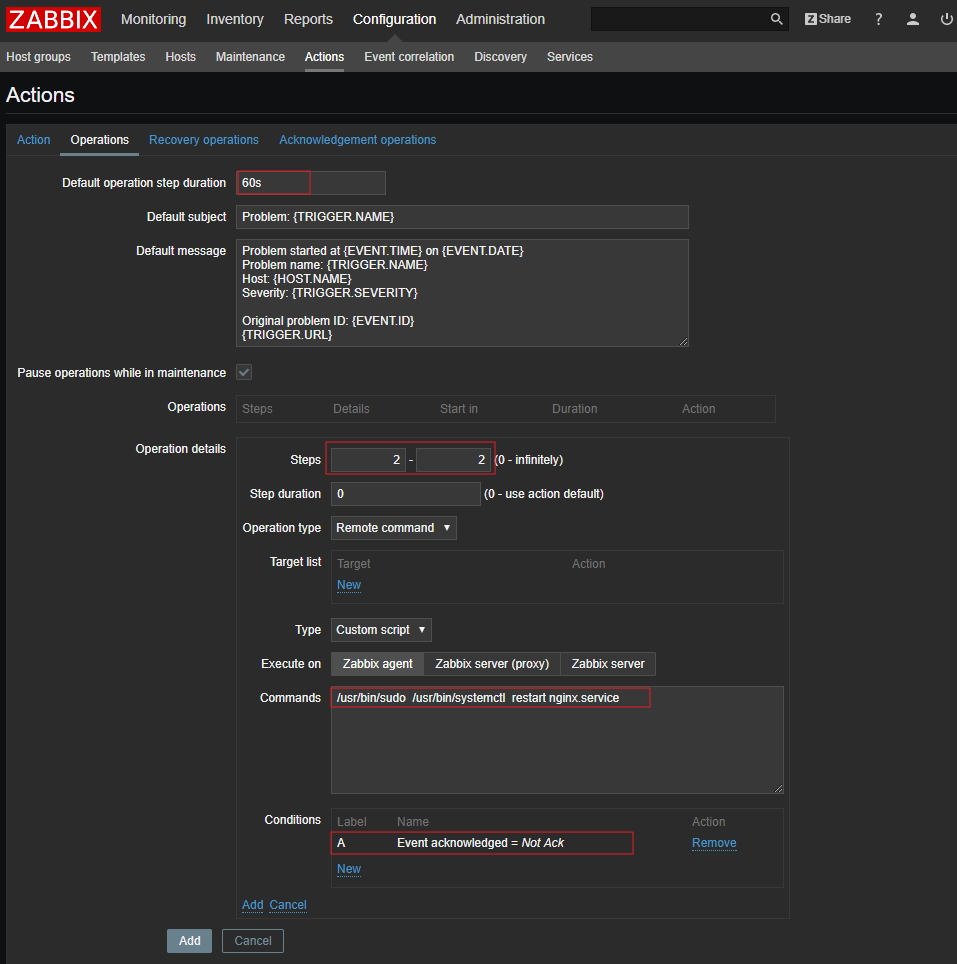 ZABBIX Monitoring Inventory Reports Configuration Administration Z Share ?
Host groups Templates Hosts Maintenance Actions Event correlation Discovery Services
Actions
Action Operations Recovery operations Acknowledgement operations
Default operation step duration 60s
Default subject Problem: {TRIGGER.NAME}
Default message Problem started at {EVENT.TIME} on {EVENT.DATE}
Problem name: {TRIGGER.NAME}
Host: {HOST.NAME}
Severity: {TRIGGER.SEVERITY}
Original problem ID: {EVENT.ID}
{TRIGGER.URL}
Pause operations while in maintenance
Operations Steps Details Start in Duration Action
Operation details
Steps 2 - 2 (0 - infinitely)
Step duration 0 (0 - use action default)
Operation type Remote command
Target list Target Action
New
Type Custom script
Execute on Zabbix agent Zabbix server (proxy) Zabbix server
Commands /usr/bin/sudo /usr/bin/systemctl restart nginx.service
Conditions Label Name Action
A Event acknowledged = Not Ack Remove
New
Add Cancel
Add Cancel